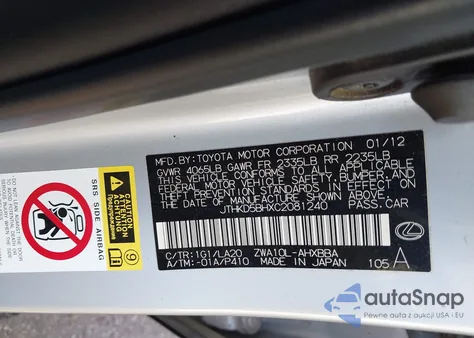 MFD. BY: TOYOTA MOTOR CORPORATION 01/12
GVWR 4065LB GAWR FR 2335LB RR 2235LB
THIS VEHICLE CONFORMS TO ALL APPLICABLE
FEDERAL MOTOR VEHICLE SAFETY, BUMPER, AND
THEFT PREVENTION STANDARDS IN EFFECT ON
THE DATE OF MANUFACTURE SHOWN ABOVE.
JTHKD5BHXC2081240 PASS.CAR
C/TR: 1G1/LA20 ZWA10L-AHXBBA
A/TM: -01A/P410 MADE IN JAPAN 105 A
SRS SIDE AIRBAG
9
autoSnap
Pewne auta z aukcji USA i EU